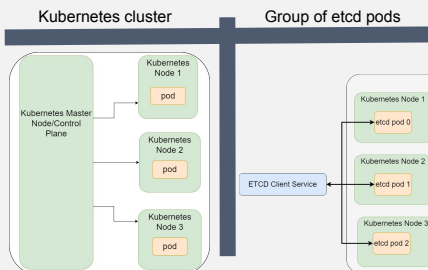 Kubernetes cluster
Group of etcd pods
Kubernetes Master
Node/Control
Plane
Kubernetes
Node 1
pod
Kubernetes
Node 2
pod
Kubernetes
Node 3
pod
ETCD Client Service
Kubernetes Node 1
etcd pod 0
Kubernetes Node 2
etcd pod 1
Kubernetes Node 3
etcd pod 2